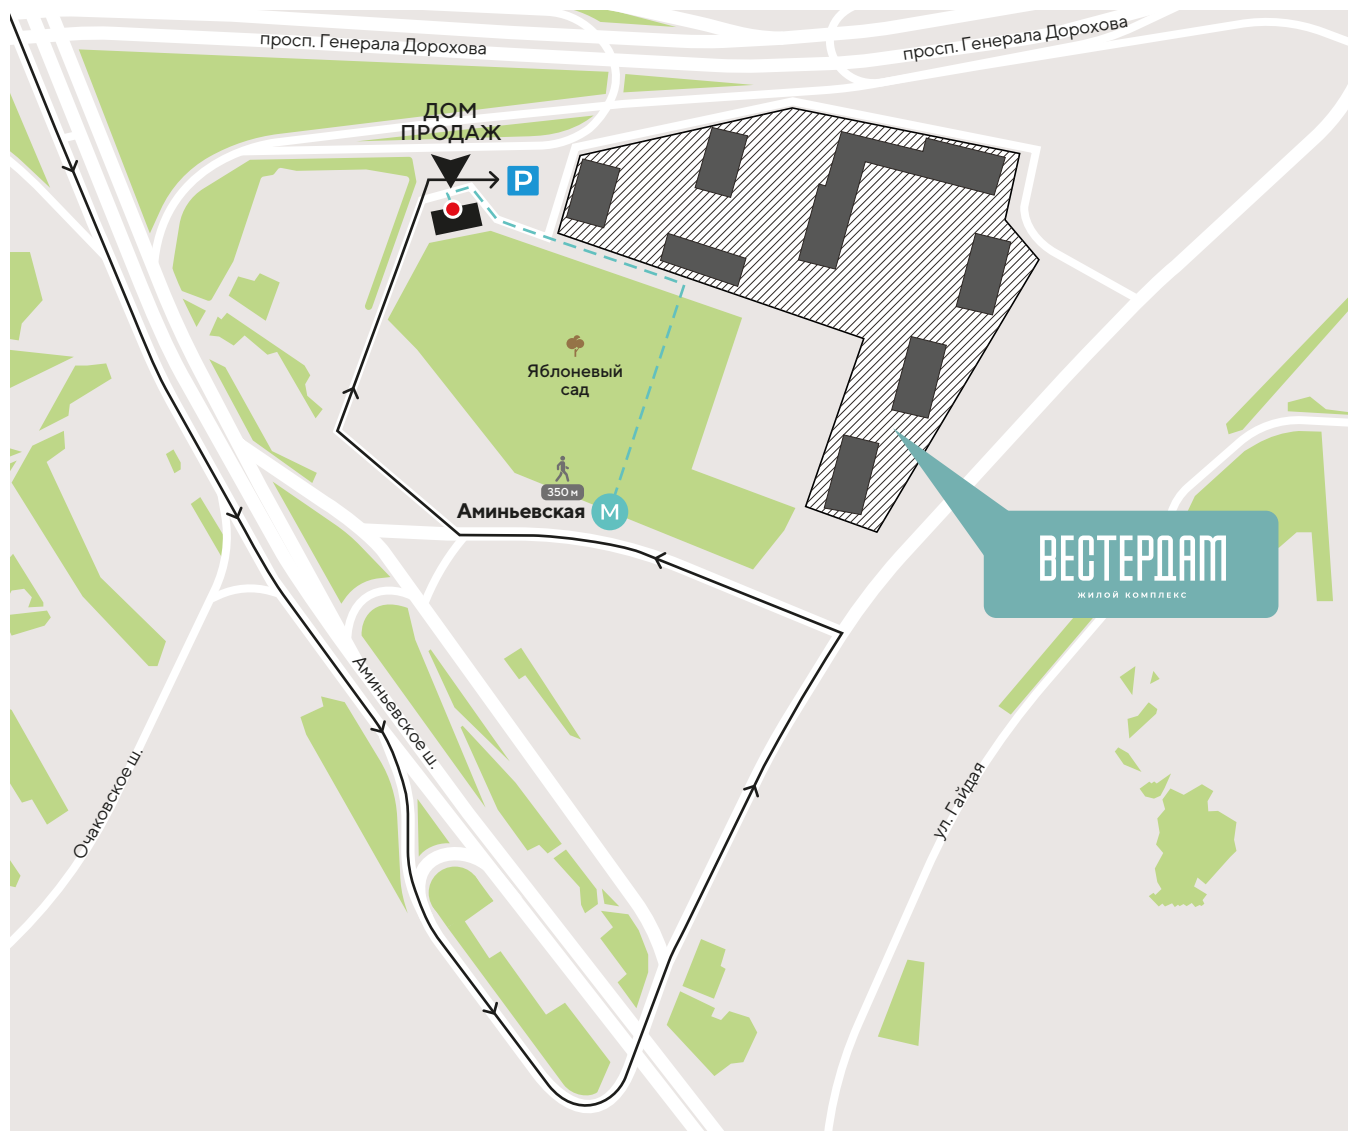 просп. Генерала Дорохова
просп. Генерала Дорохова
ДОМ
ПРОДАЖ
P
Яблоневый
сад
350 м
Аминьевская
М
ВЕСТЕРДАМ
ЖИЛОЙ КОМПЛЕКС
Аминьевское ш.
Очаковское ш.
ул. Гайдая